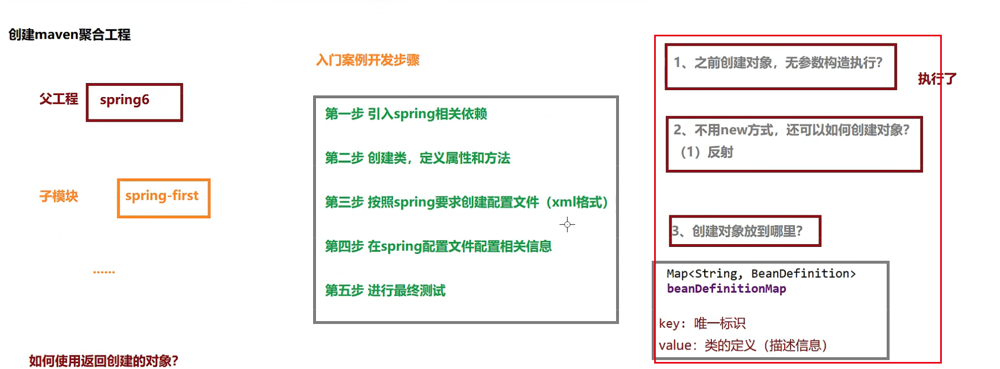 创建maven聚合工程
父工程
spring6
子模块
spring-first
......
如何使用返回创建的对象？
入门案例开发步骤
第一步 引入spring相关依赖
第二步 创建类，定义属性和方法
第三步 按照spring要求创建配置文件（xml格式）
第四步 在spring配置文件配置相关信息
第五步 进行最终测试
1、之前创建对象，无参数构造执行？
执行了
2、不用new方式，还可以如何创建对象？
（1）反射
3、创建对象放到哪里？
Map<String, BeanDefinition>
beanDefinitionMap
key: 唯一标识
value：类的定义（描述信息）